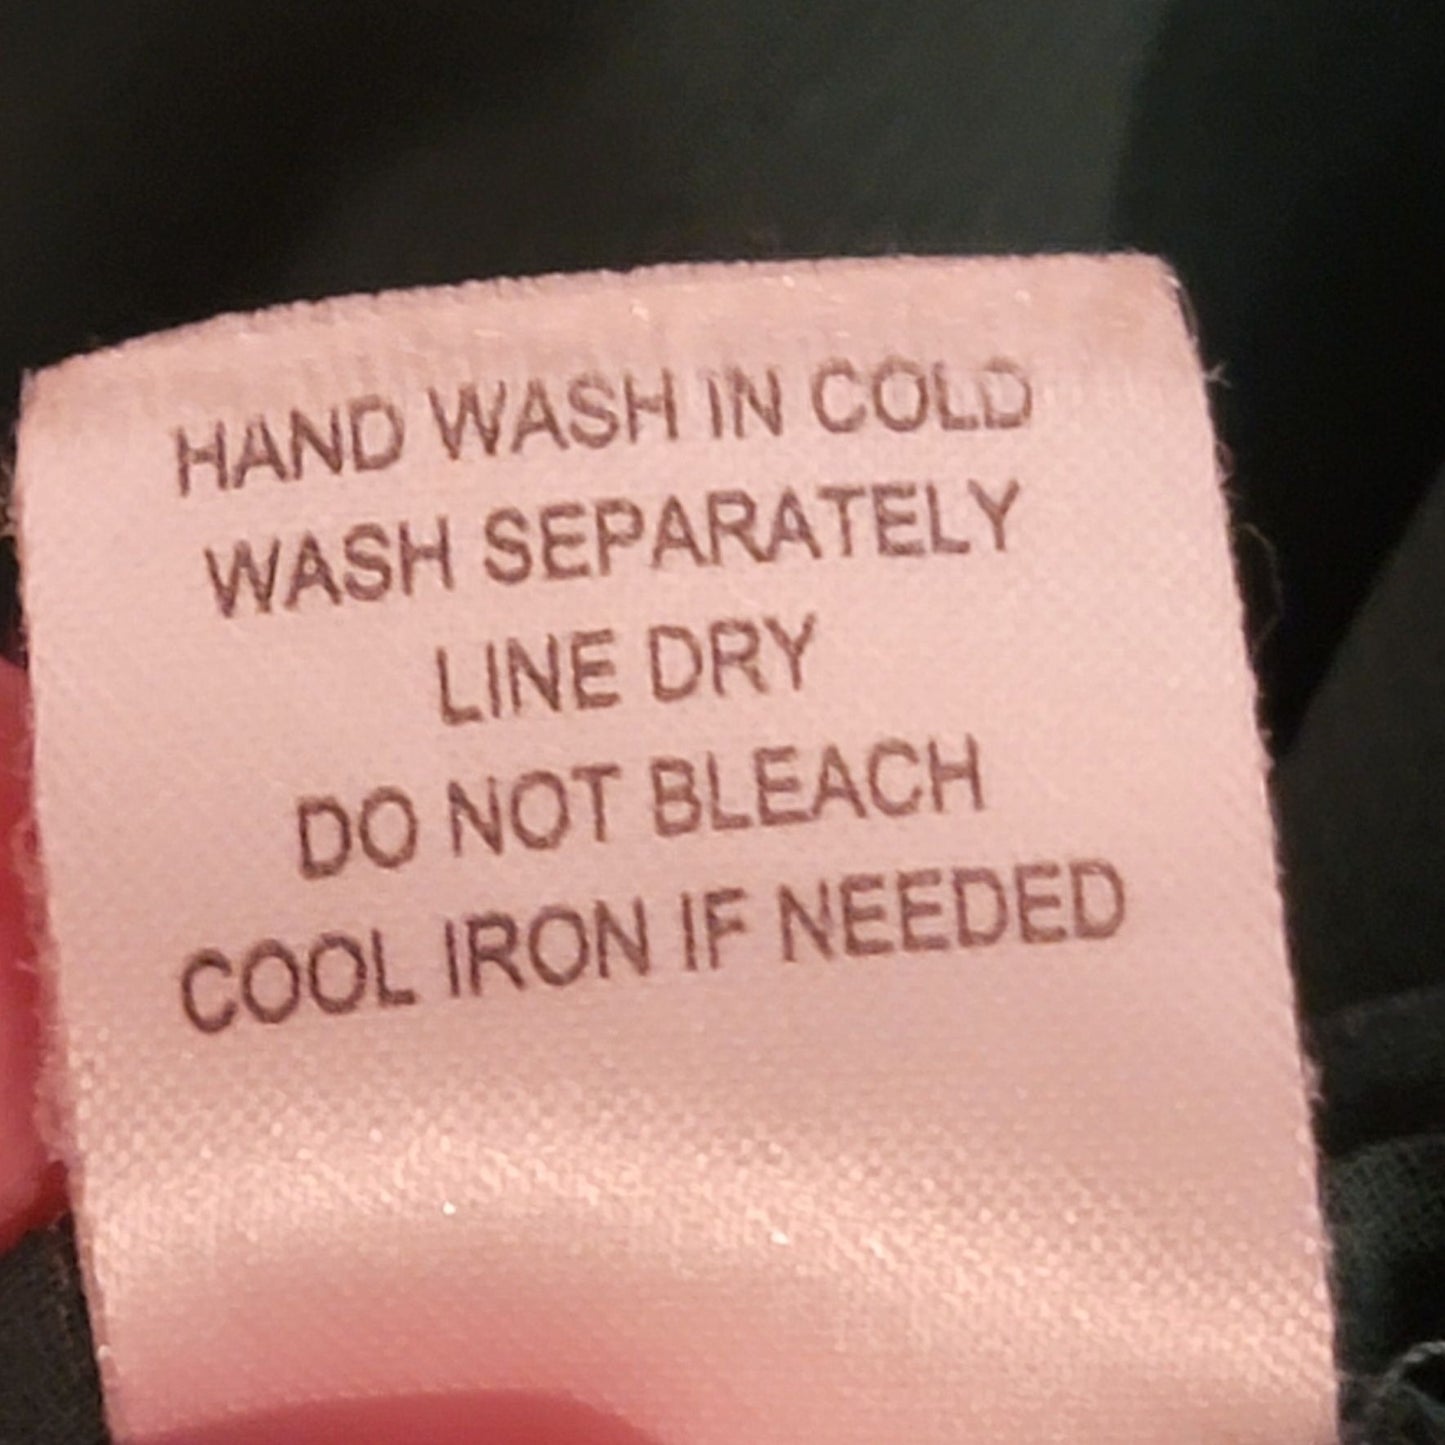 HAND WASH IN COLD
WASH SEPARATELY
LINE DRY
DO NOT BLEACH
COOL IRON IF NEEDED